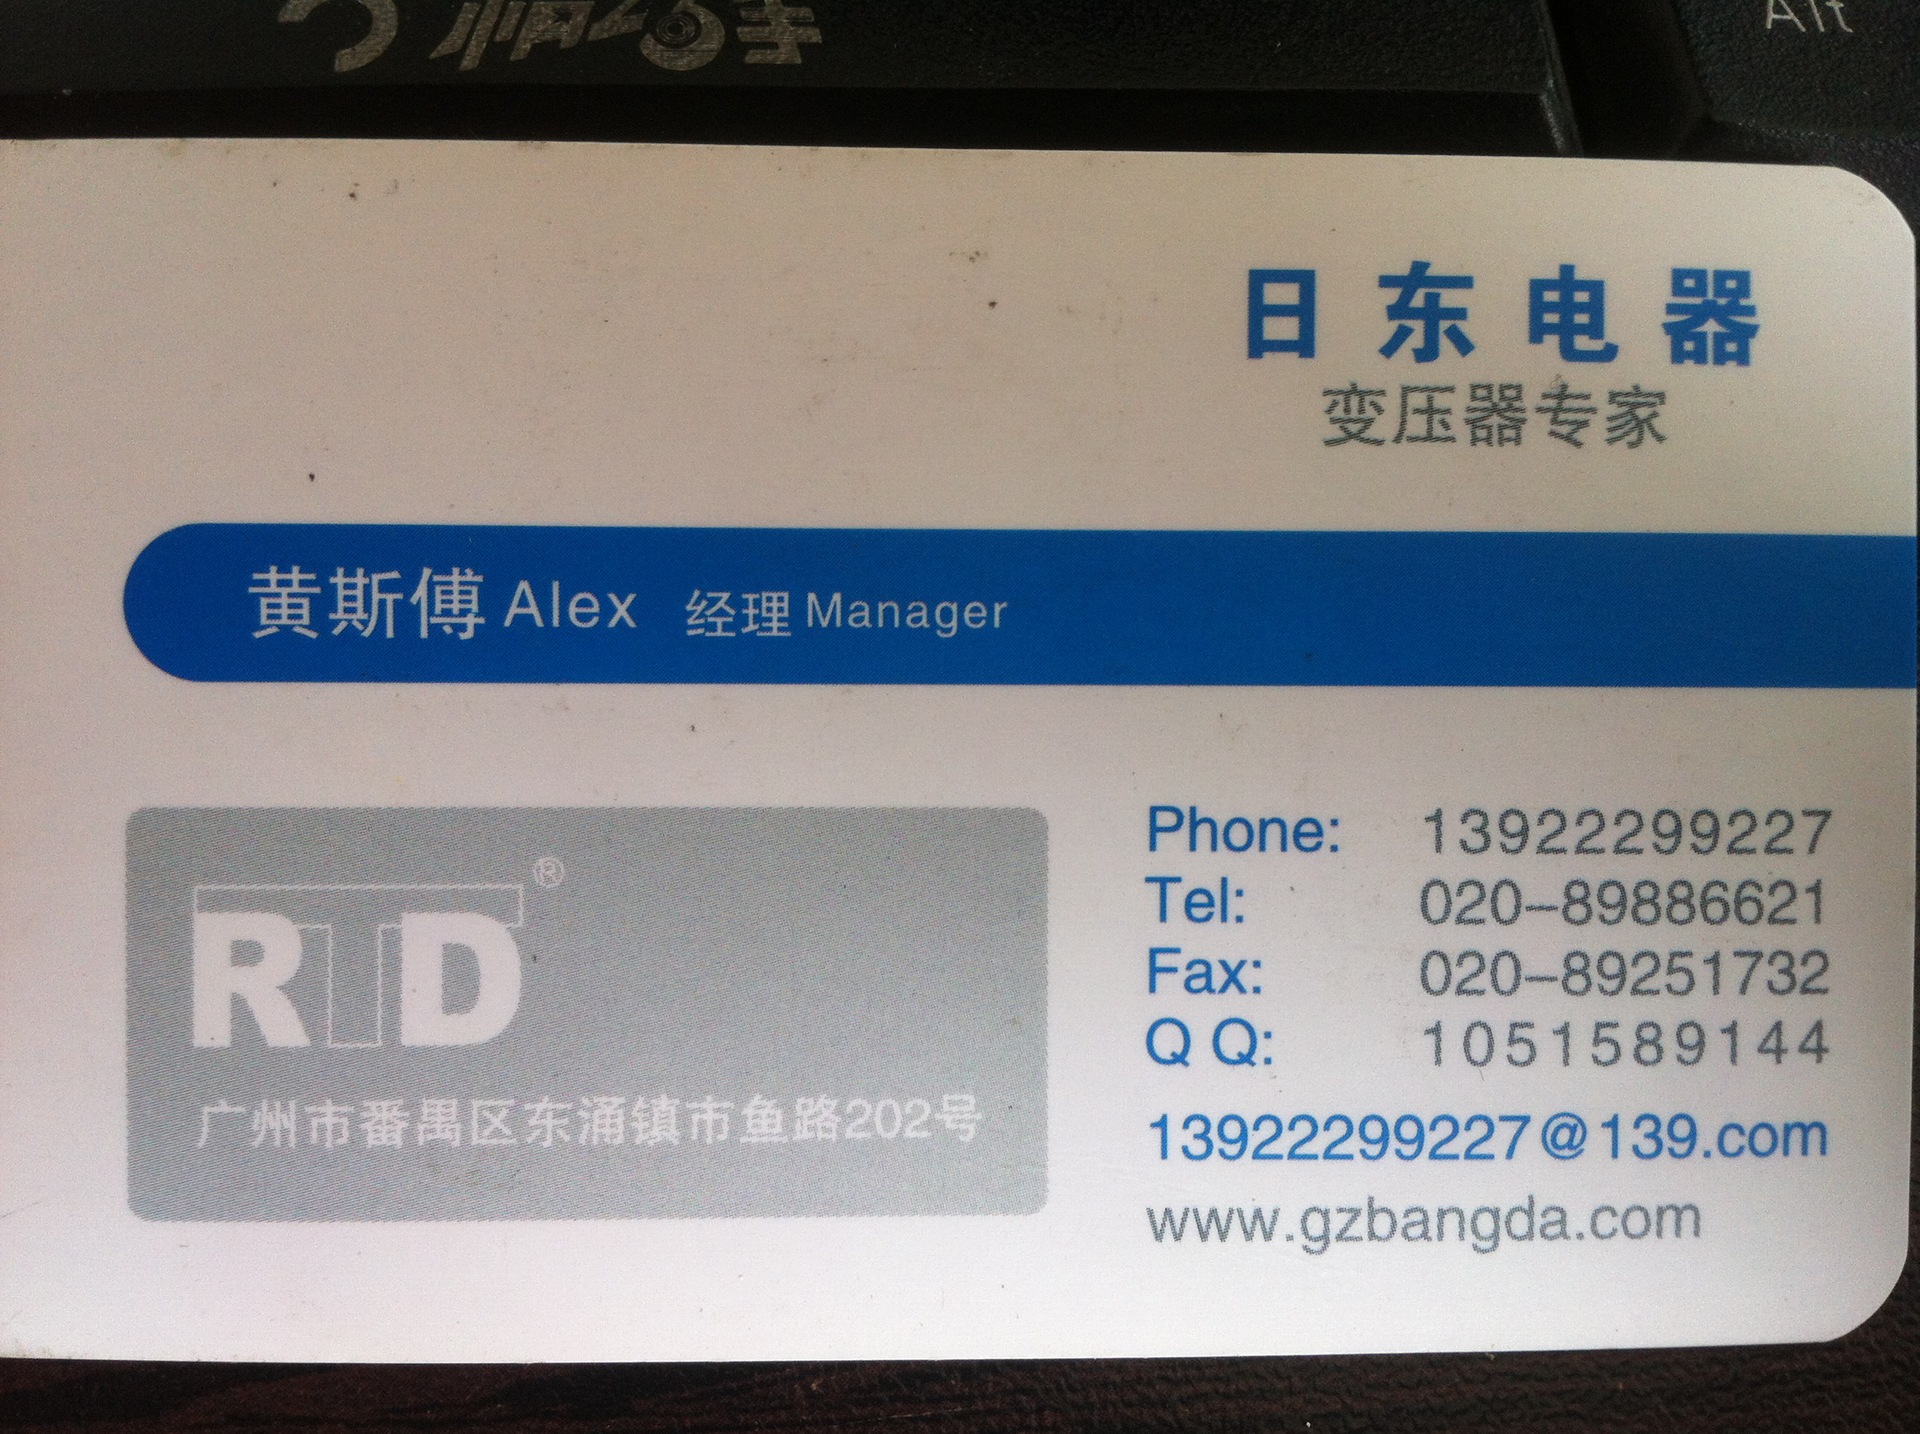 Alt
日东电器
变压器专家
黄斯傅 Alex 经理 Manager
RTD®
广州市番禺区东涌镇市鱼路202号
Phone: 13922299227
Tel: 020-89886621
Fax: 020-89251732
Q Q: 1051589144
13922299227@139.com
www.gzbangda.com